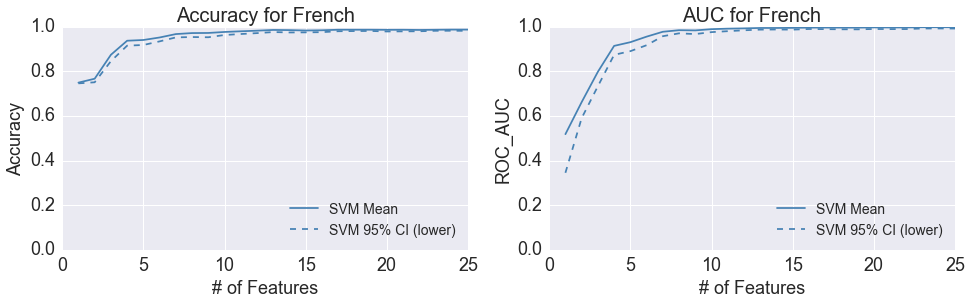 Accuracy for French
Accuracy
1.0
0.8
0.6
0.4
0.2
0.0
SVM Mean
SVM 95% CI (lower)
0 5 10 15 20 25
# of Features
AUC for French
ROC_AUC
1.0
0.8
0.6
0.4
0.2
0.0
SVM Mean
SVM 95% CI (lower)
0 5 10 15 20 25
# of Features